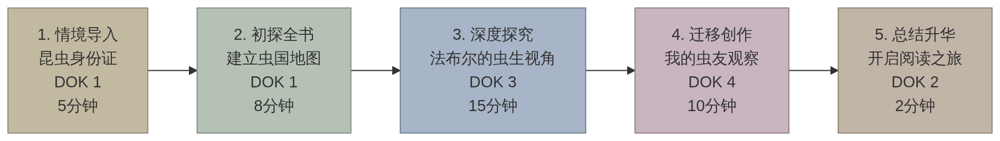 1. 情境导入
昆虫身份证
DOK 1
5分钟
2. 初探全书
建立虫国地图
DOK 1
8分钟
3. 深度探究
法布尔的虫生视角
DOK 3
15分钟
4. 迁移创作
我的虫友观察
DOK 4
10分钟
5. 总结升华
开启阅读之旅
DOK 2
2分钟